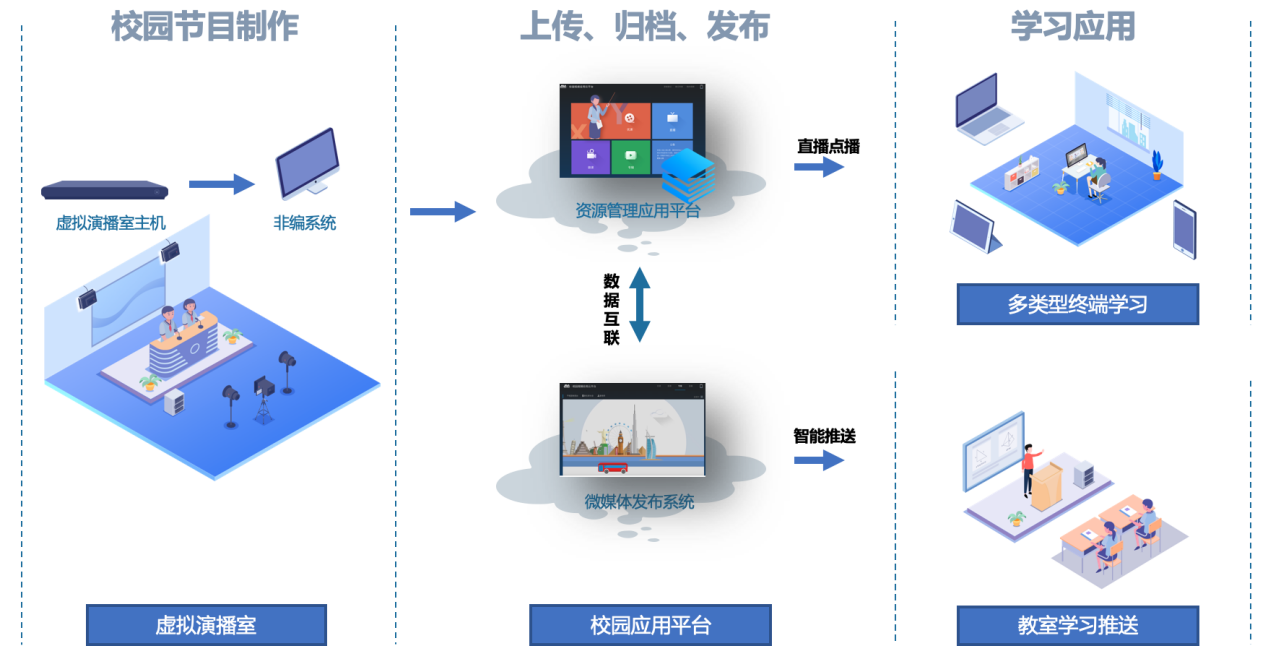 校园节目制作
上传、归档、发布
学习应用
虚拟演播室主机
非编系统
资源管理应用平台
直播点播
数据互联
多类型终端学习
微媒体发布系统
智能推送
虚拟演播室
校园应用平台
教室学习推送